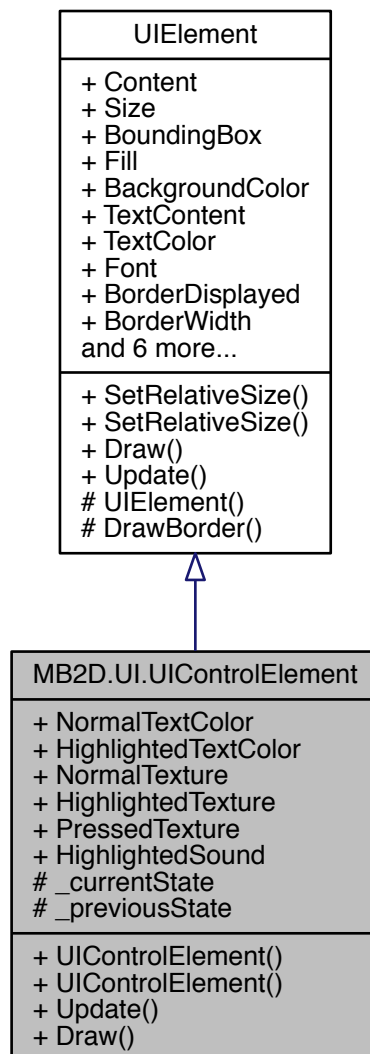 UIElement
+ Content
+ Size
+ BoundingBox
+ Fill
+ BackgroundColor
+ TextContent
+ TextColor
+ Font
+ BorderDisplayed
+ BorderWidth
and 6 more...
+ SetRelativeSize()
+ SetRelativeSize()
+ Draw()
+ Update()
# UIElement()
# DrawBorder()
MB2D.UI.UIControlElement
+ NormalTextColor
+ HighlightedTextColor
+ NormalTexture
+ HighlightedTexture
+ PressedTexture
+ HighlightedSound
# _currentState
# _previousState
+ UIControlElement()
+ UIControlElement()
+ Update()
+ Draw()